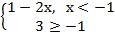 {1 − 2x, x < −1
3 ≥ −1